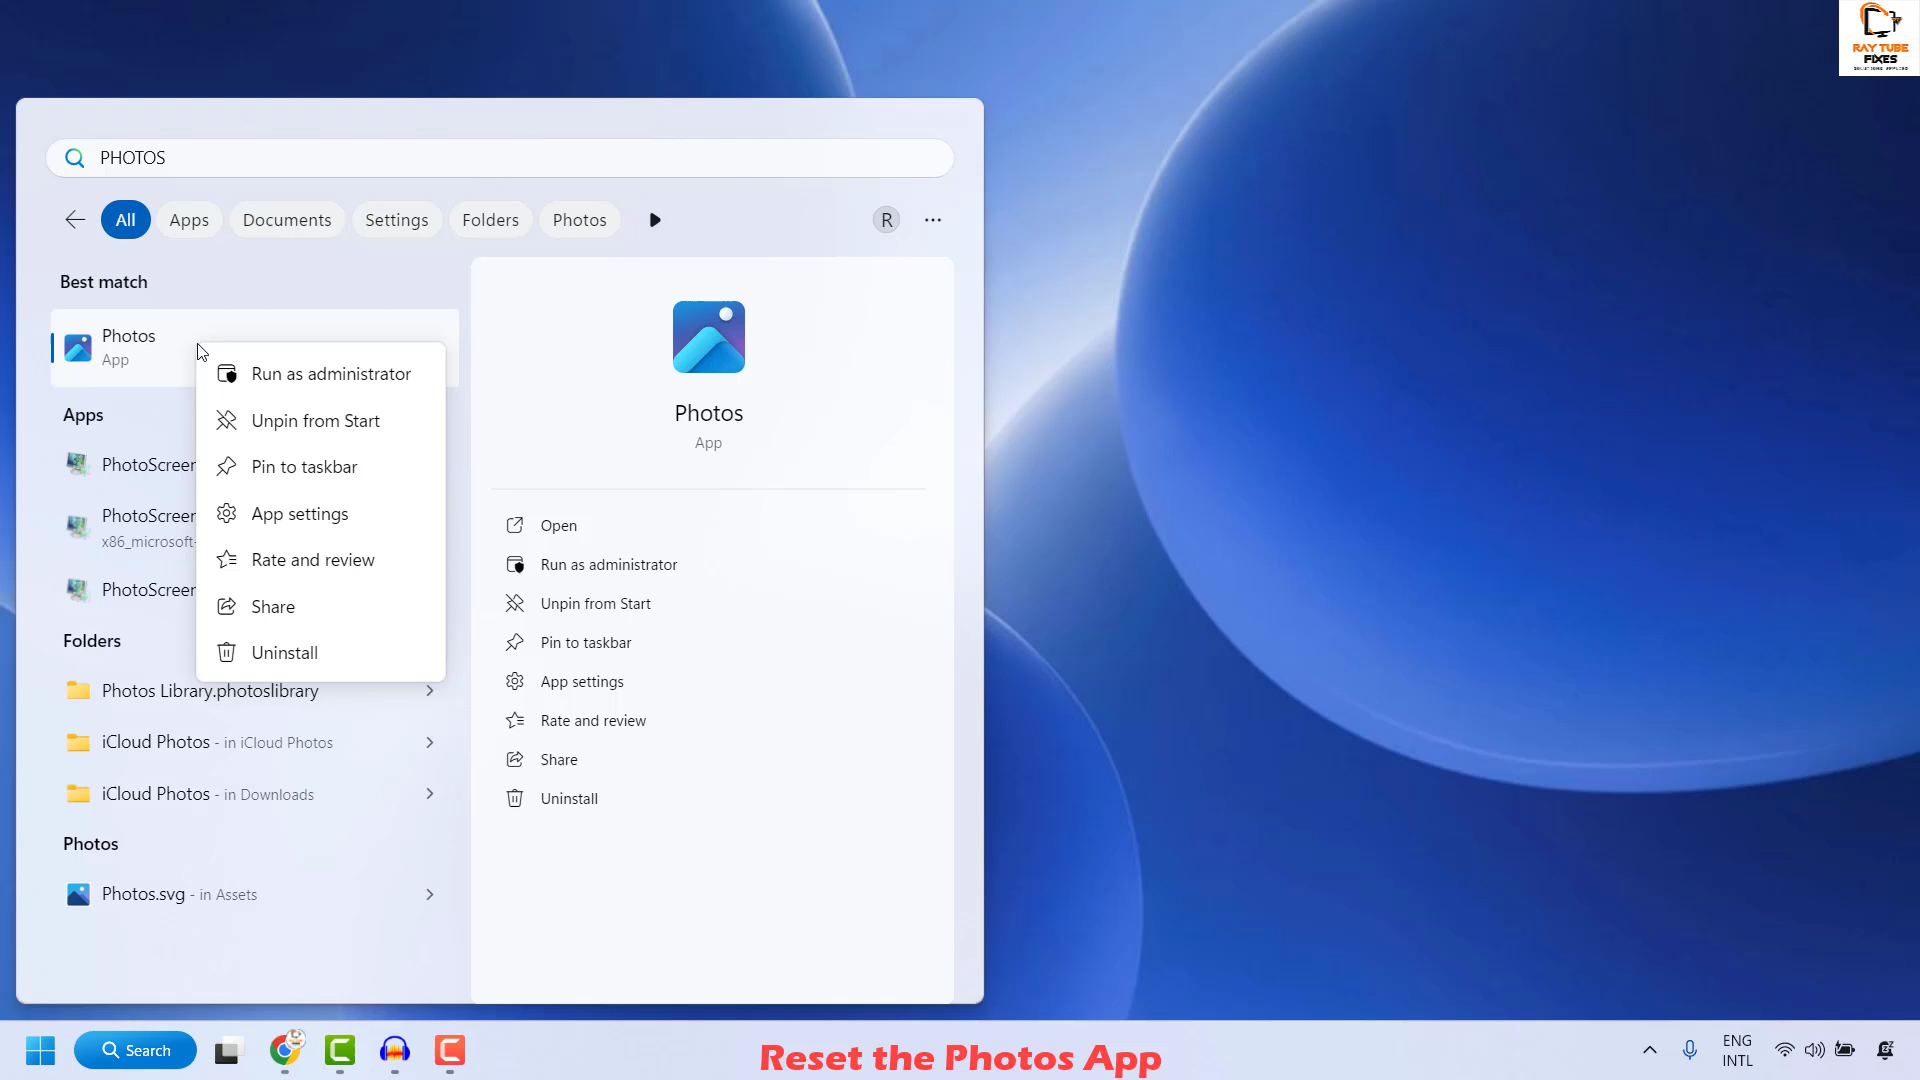 RAY TUBE
FIXES
SOLUTIONS APPLIED
PHOTOS
All
Apps
Documents
Settings
Folders
Photos
R
Best match
Photos
App
Run as administrator
Unpin from Start
Pin to taskbar
App settings
Rate and review
Share
Uninstall
Apps
PhotoScreen
PhotoScreen
x86_microsoft-
PhotoScreen
Folders
Photos Library.photoslibrary
iCloud Photos - in iCloud Photos
iCloud Photos - in Downloads
Photos
Photos.svg - in Assets
Photos
App
Open
Run as administrator
Unpin from Start
Pin to taskbar
App settings
Rate and review
Share
Uninstall
Search
Reset the Photos App
ENG
INTL